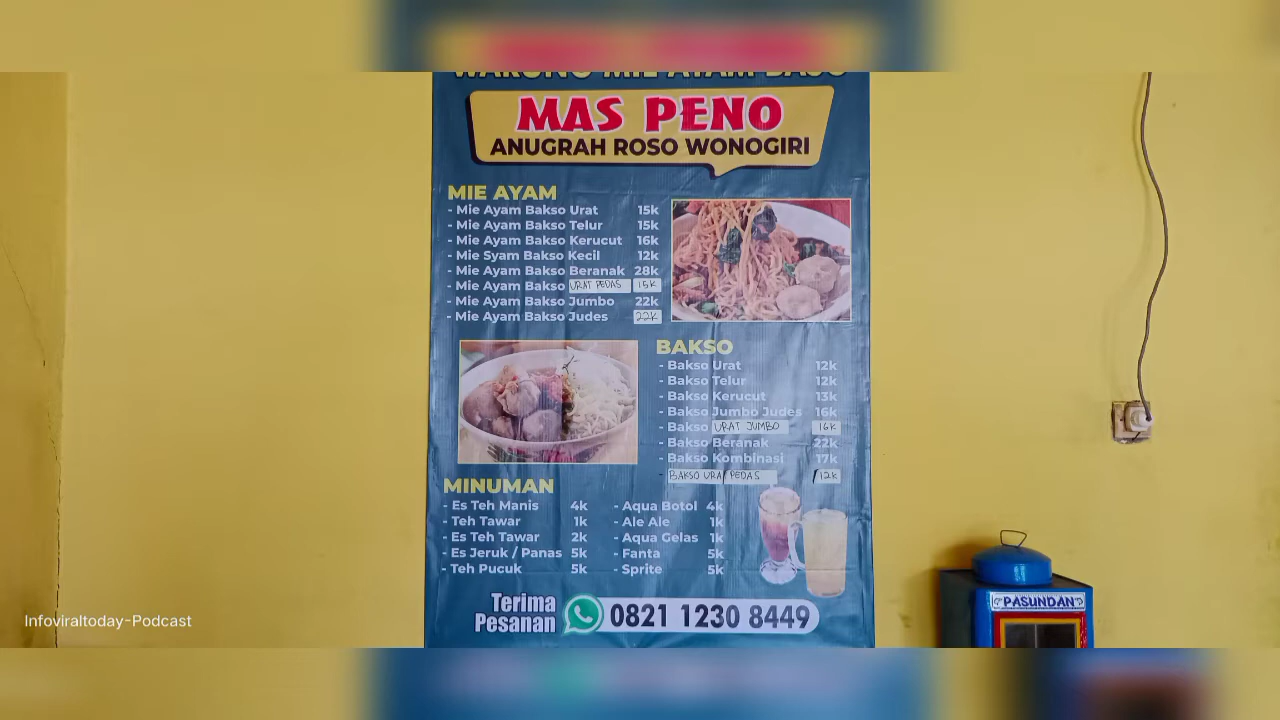 WARUNG MIE AYAM BASO
MAS PENO
ANUGRAH ROSO WONOGIRI
MIE AYAM
- Mie Ayam Bakso Urat 15k
- Mie Ayam Bakso Telur 15k
- Mie Ayam Bakso Kerucut 16k
- Mie Syam Bakso Kecil 12k
- Mie Ayam Bakso Beranak 28k
- Mie Ayam Bakso URAT PEDAS 15K
- Mie Ayam Bakso Jumbo 22k
- Mie Ayam Bakso Judes 22K
BAKSO
- Bakso Urat 12k
- Bakso Telur 12k
- Bakso Kerucut 13k
- Bakso Jumbo Judes 16k
- Bakso URAT JUMBO 16K
- Bakso Beranak 22k
- Bakso Kombinasi 17k
- BAKSO URAT PEDAS 12k
MINUMAN
- Es Teh Manis 4k
- Teh Tawar 1k
- Es Teh Tawar 2k
- Es Jeruk / Panas 5k
- Teh Pucuk 5k
- Aqua Botol 4k
- Ale Ale 1k
- Aqua Gelas 1k
- Fanta 5k
- Sprite 5k
Terima
Pesanan
0821 1230 8449
PASUNDAN
Infoviraltoday-Podcast